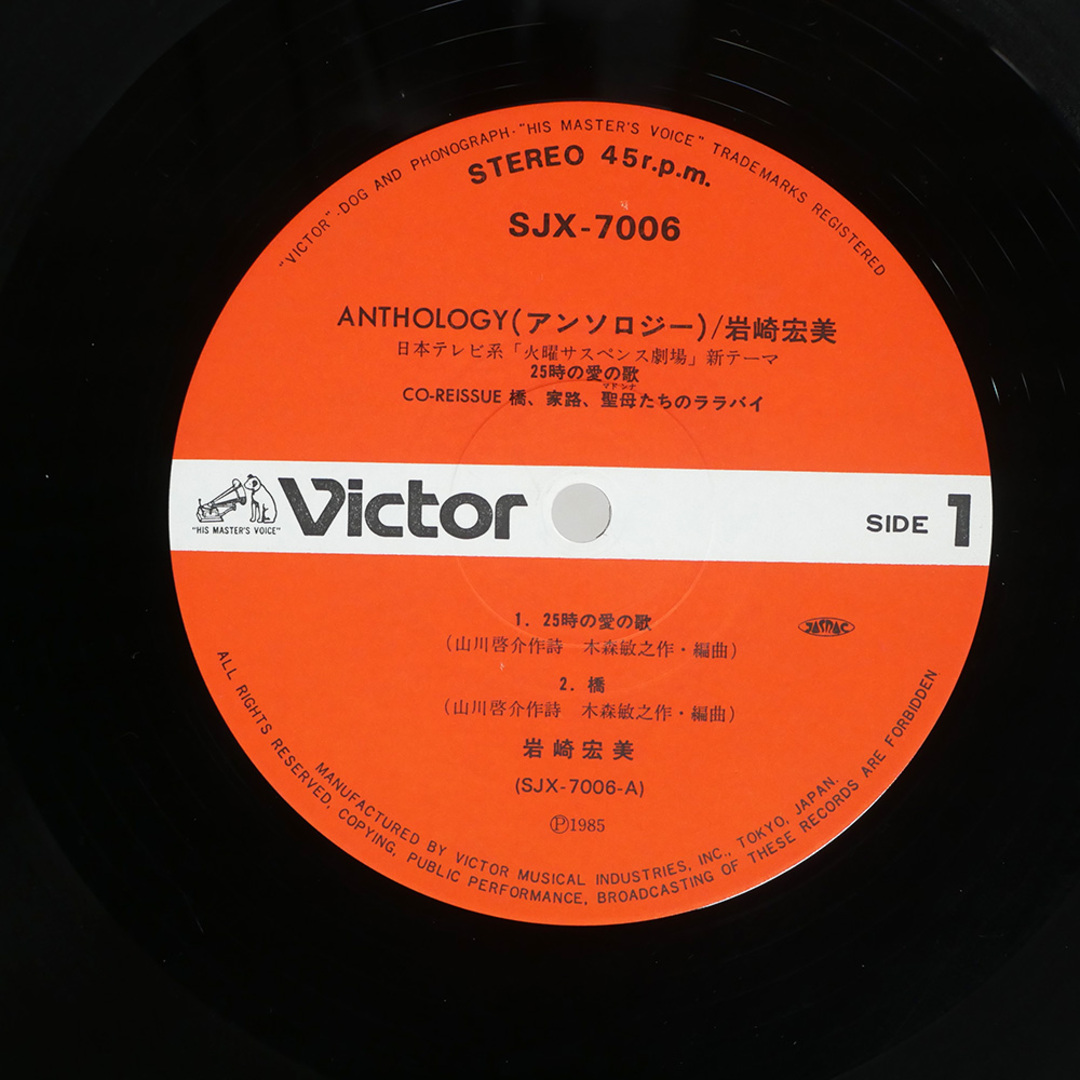 "VICTOR"·DOG AND PHONOGRAPH·"HIS MASTER'S VOICE" TRADEMARKS REGISTERED
STEREO 45r.p.m.
SJX-7006
ANTHOLOGY(アンソロジー)/岩崎宏美
日本テレビ系「火曜サスペンス劇場」新テーマ
25時の愛の歌
マドンナ
CO-REISSUE 橋、家路、聖母たちのララバイ
"HIS MASTER'S VOICE"
Victor
SIDE 1
1. 25時の愛の歌
(山川啓介作詩 木森敏之作・編曲)
JASRAC
2. 橋
(山川啓介作詩 木森敏之作・編曲)
岩崎宏美
(SJX-7006-A)
Ⓟ1985
MANUFACTURED BY VICTOR MUSICAL INDUSTRIES, INC., TOKYO, JAPAN.
ALL RIGHTS RESERVED, COPYING, PUBLIC PERFORMANCE, BROADCASTING OF THESE RECORDS ARE FORBIDDEN